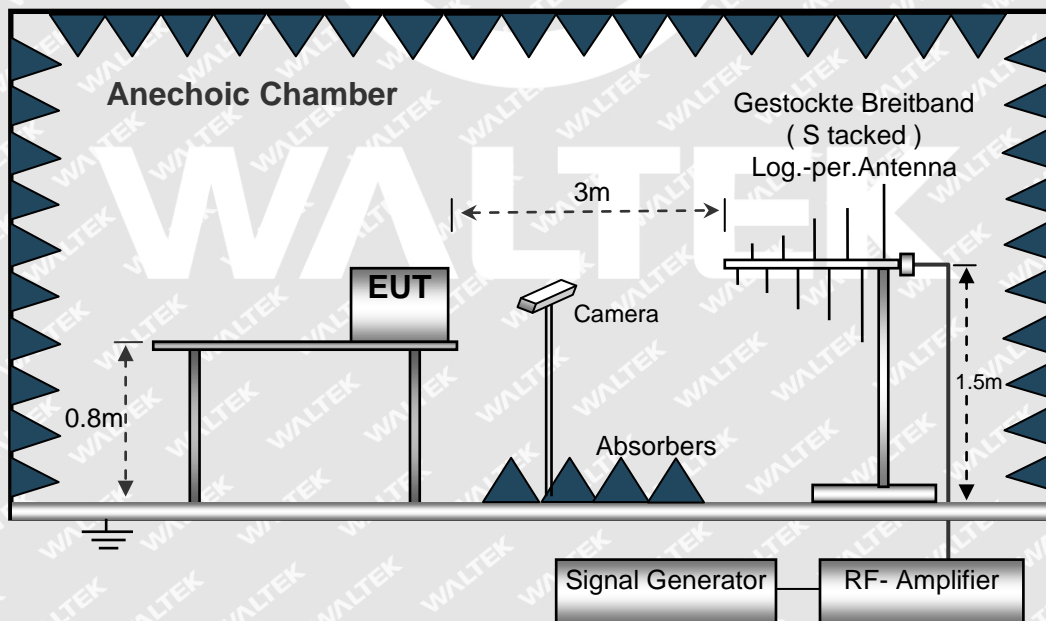 Anechoic Chamber
Gestockte Breitband
( S tacked )
Log.-per.Antenna
WALTEK
3m
EUT
Camera
1.5m
0.8m
Absorbers
Signal Generator
RF- Amplifier